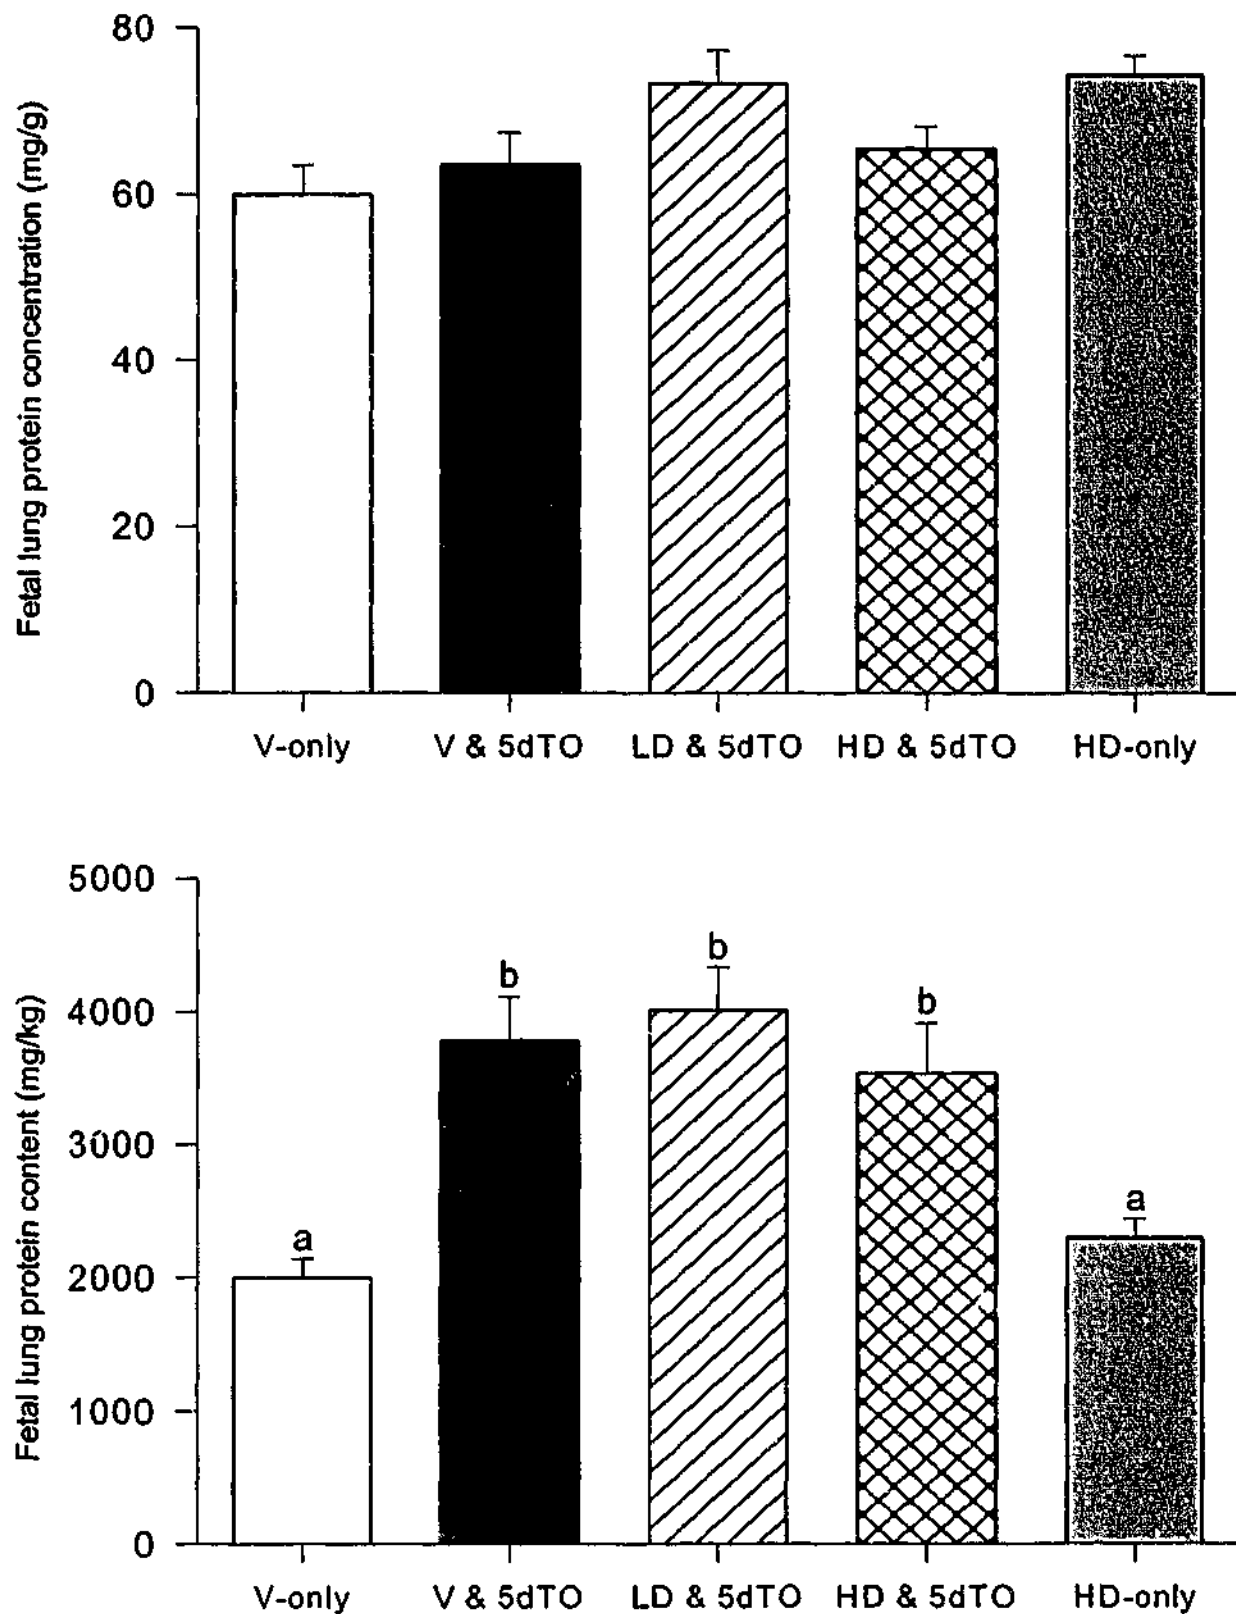 Fetal lung protein concentration (mg/g)
80
60
40
20
0
V-only V & 5dTO LD & 5dTO HD & 5dTO HD-only
Fetal lung protein content (mg/kg)
5000
4000
3000
2000
1000
0
a b b b a
V-only V & 5dTO LD & 5dTO HD & 5dTO HD-only